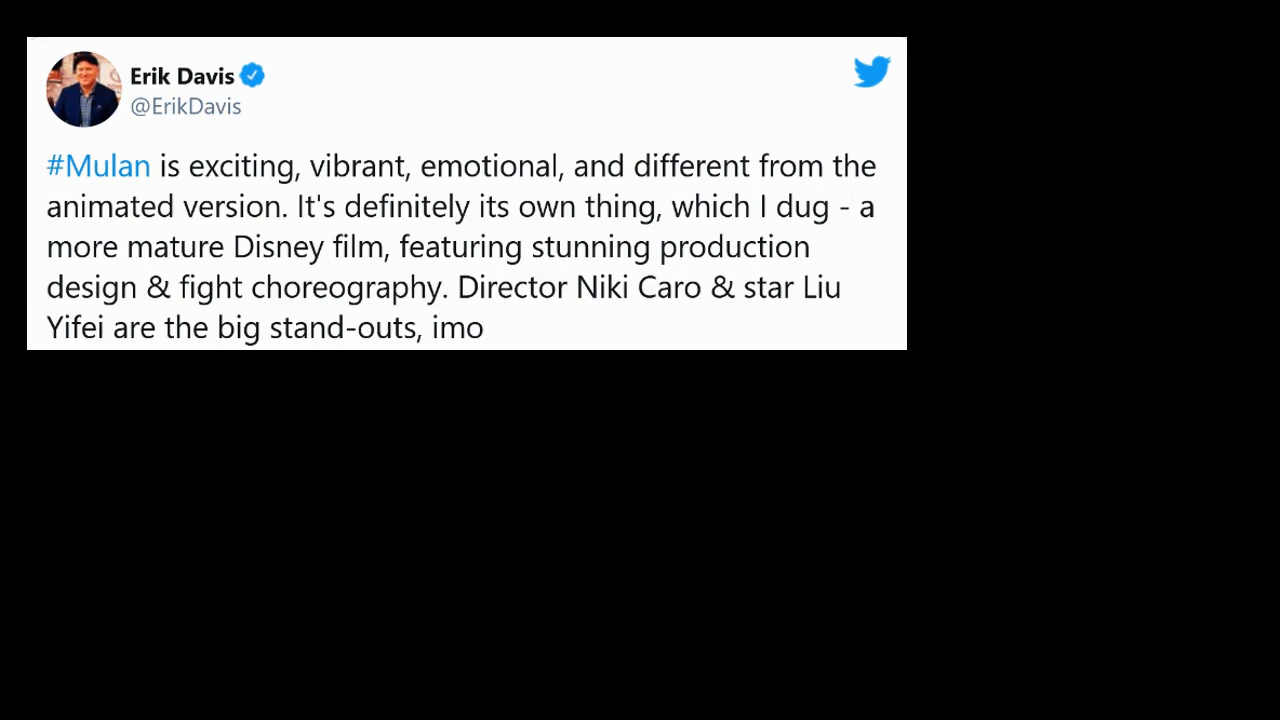 Erik Davis
@ErikDavis
#Mulan is exciting, vibrant, emotional, and different from the
animated version. It's definitely its own thing, which I dug - a
more mature Disney film, featuring stunning production
design & fight choreography. Director Niki Caro & star Liu
Yifei are the big stand-outs, imo